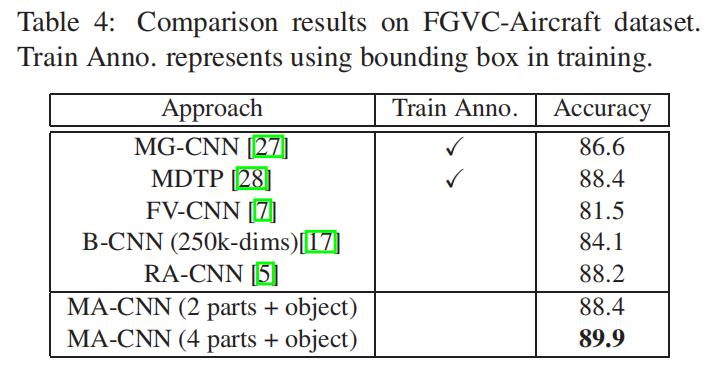 Table 4: Comparison results on FGVC-Aircraft dataset.
Train Anno. represents using bounding box in training.
Approach Train Anno. Accuracy
MG-CNN [27] ✓ 86.6
MDTP [28] ✓ 88.4
FV-CNN [7] 81.5
B-CNN (250k-dims)[17] 84.1
RA-CNN [5] 88.2
MA-CNN (2 parts + object) 88.4
MA-CNN (4 parts + object) 89.9